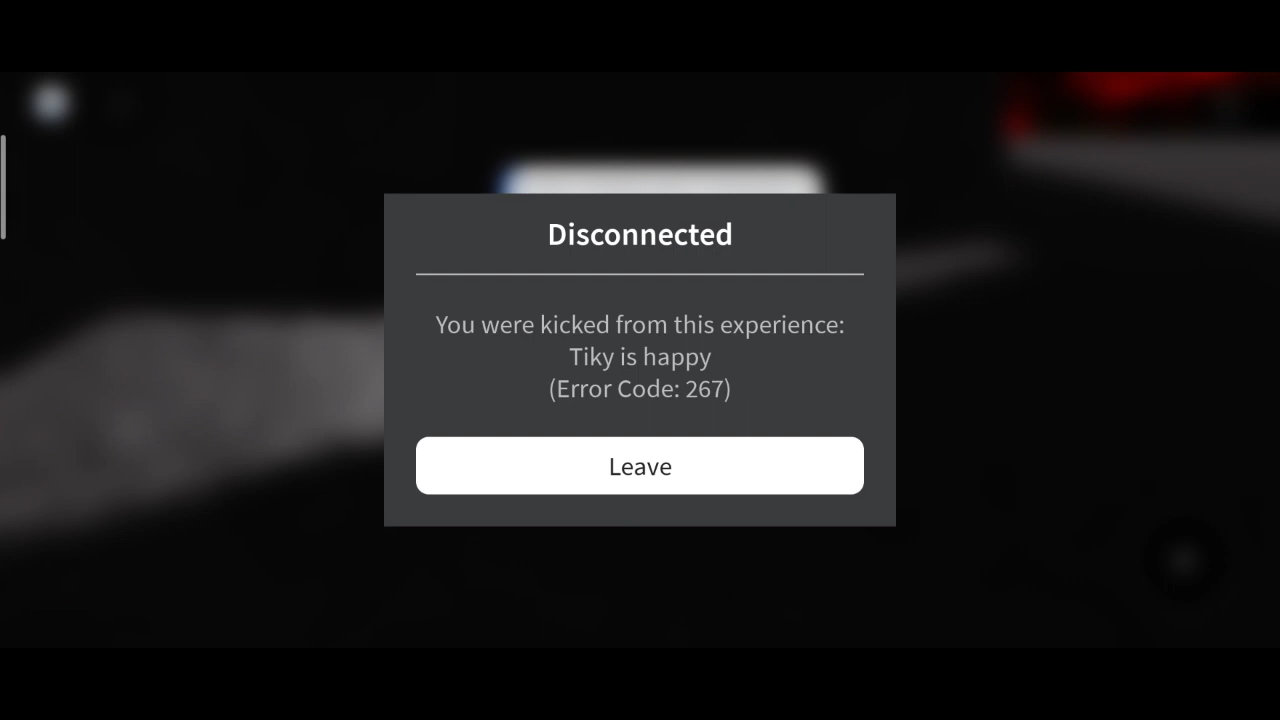 Disconnected
You were kicked from this experience:
Tiky is happy
(Error Code: 267)
Leave